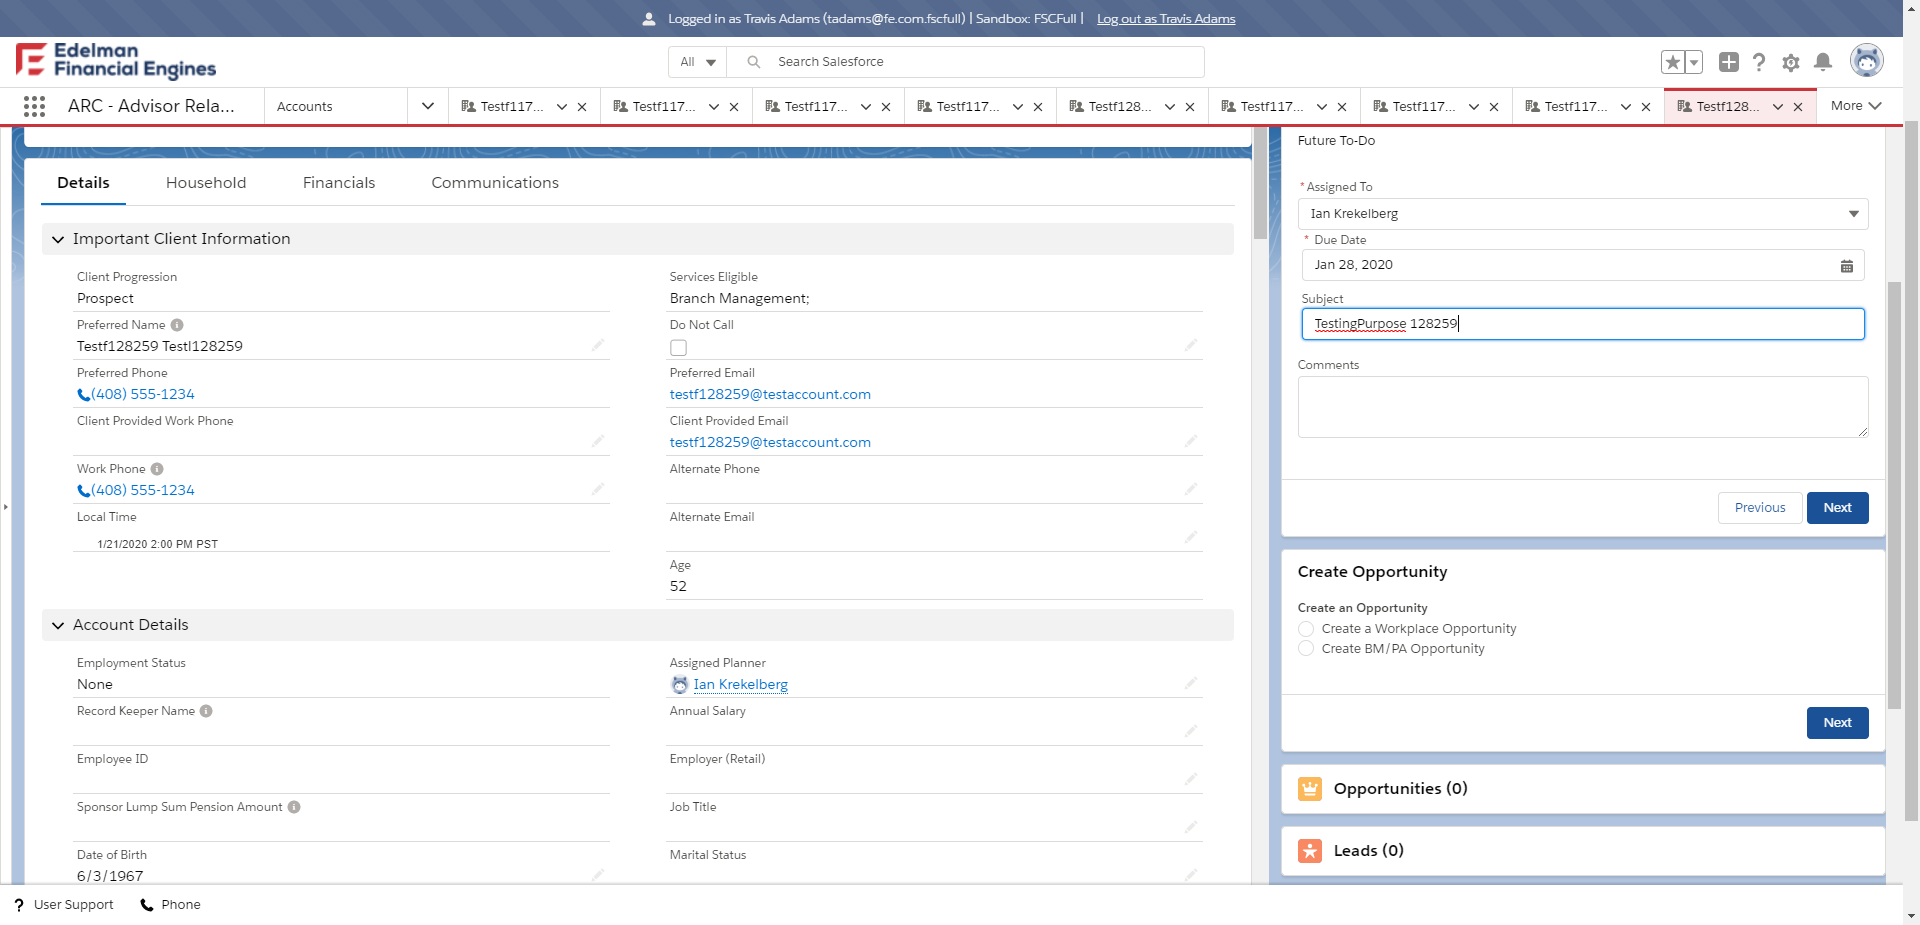 Logged in as Travis Adams (tadams@fe.com.fscfull) | Sandbox: FSCFull | Log out as Travis Adams
Edelman
Financial Engines
All
Search Salesforce
ARC - Advisor Rela...
Accounts
Testf117...
Testf117...
Testf117...
Testf117...
Testf128...
Testf117...
Testf117...
Testf117...
Testf128...
More
Details
Household
Financials
Communications
Important Client Information
Client Progression
Prospect
Services Eligible
Branch Management;
Preferred Name
Testf128259 Testl128259
Do Not Call
Preferred Phone
(408) 555-1234
Preferred Email
testf128259@testaccount.com
Client Provided Work Phone
Client Provided Email
testf128259@testaccount.com
Work Phone
(408) 555-1234
Alternate Phone
Local Time
1/21/2020 2:00 PM PST
Alternate Email
Age
52
Account Details
Employment Status
None
Assigned Planner
Ian Krekelberg
Record Keeper Name
Annual Salary
Employee ID
Employer (Retail)
Sponsor Lump Sum Pension Amount
Job Title
Date of Birth
6/3/1967
Marital Status
Future To-Do
*Assigned To
Ian Krekelberg
* Due Date
Jan 28, 2020
Subject
TestingPurpose 128259
Comments
Previous
Next
Create Opportunity
Create an Opportunity
Create a Workplace Opportunity
Create BM/PA Opportunity
Next
Opportunities (0)
Leads (0)
? User Support
Phone